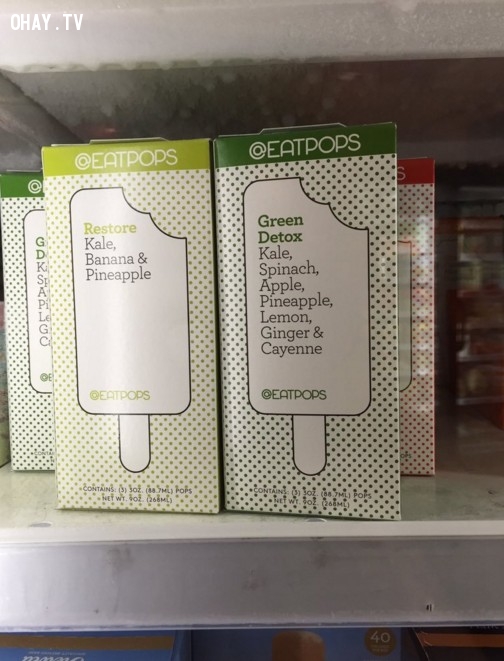 OHAY.TV
@EATPOPS
Restore
Kale,
Banana &
Pineapple
@EATPOPS
CONTAINS: (3) 3OZ. (88.7ML) POPS
NET WT. 9OZ. (268ML)
@EATPOPS
Green
Detox
Kale,
Spinach,
Apple,
Pineapple,
Lemon,
Ginger &
Cayenne
@EATPOPS
CONTAINS: (3) 3OZ. (88.7ML) POPS
NET WT. 9OZ. (268ML)
40